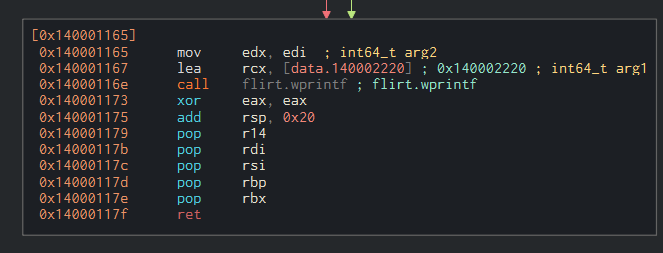 [0x140001165]
0x140001165 mov edx, edi ; int64_t arg2
0x140001167 lea rcx, [data.140002220] ; 0x140002220 ; int64_t arg1
0x14000116e call flirt.wprintf ; flirt.wprintf
0x140001173 xor eax, eax
0x140001175 add rsp, 0x20
0x140001179 pop r14
0x14000117b pop rdi
0x14000117c pop rsi
0x14000117d pop rbp
0x14000117e pop rbx
0x14000117f ret